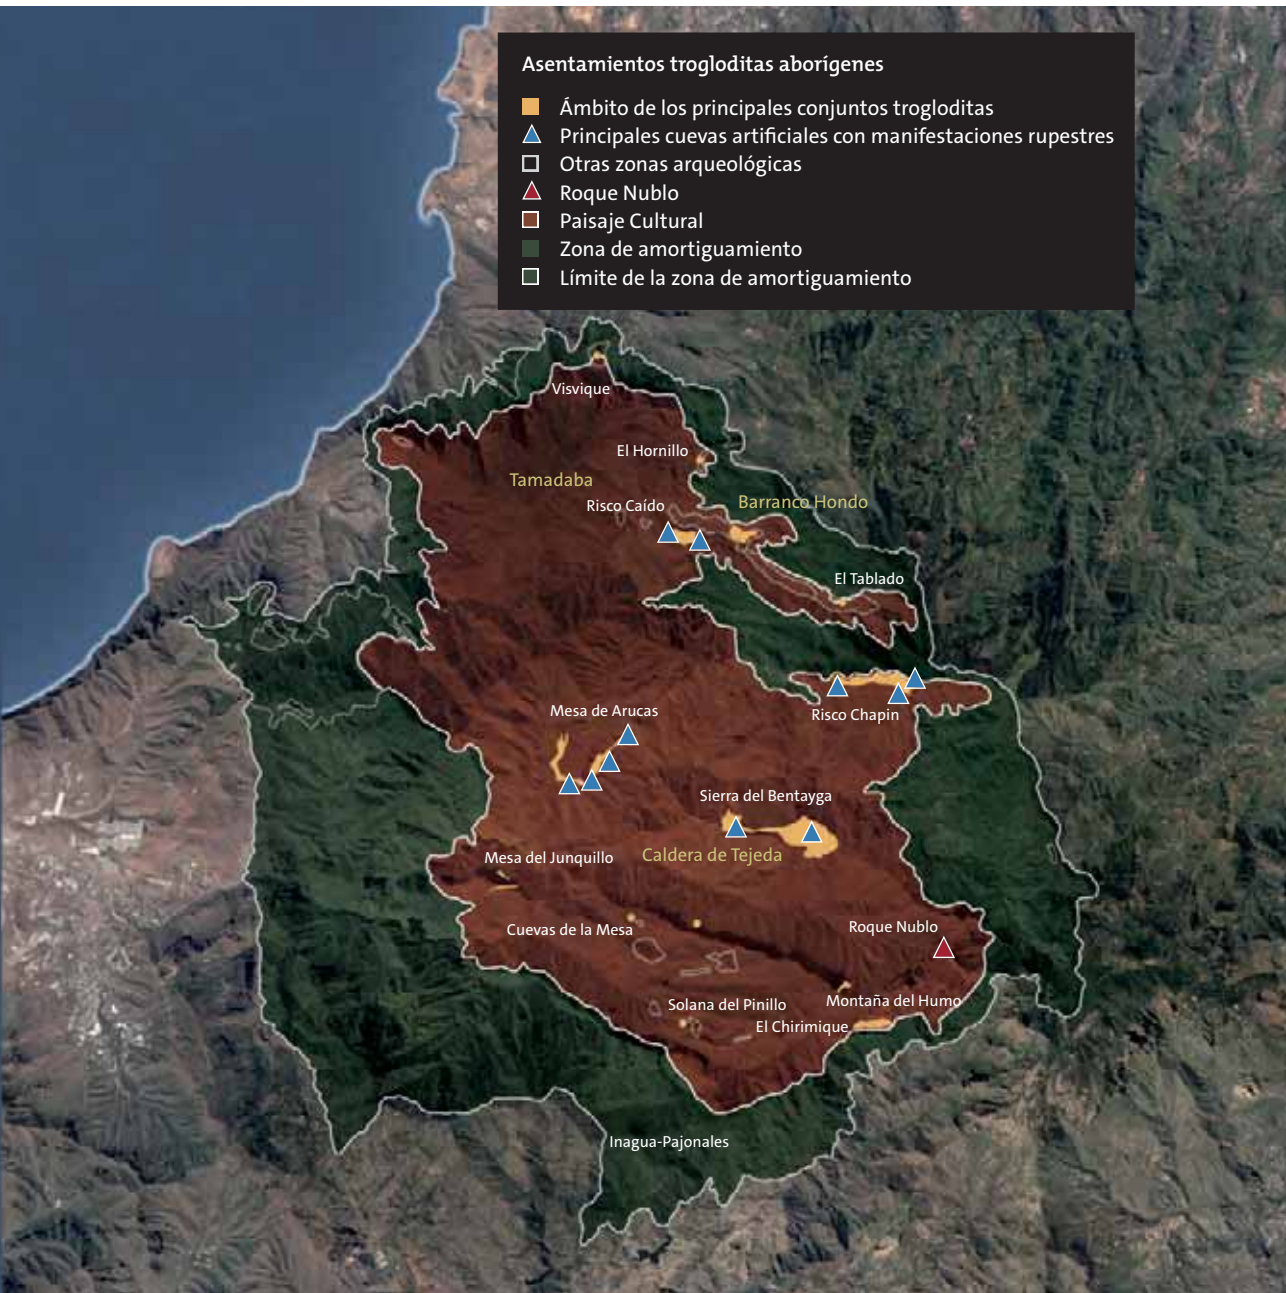 Asentamientos trogloditas aborígenes
Ámbito de los principales conjuntos trogloditas
Principales cuevas artificiales con manifestaciones rupestres
Otras zonas arqueológicas
Roque Nublo
Paisaje Cultural
Zona de amortiguamiento
Límite de la zona de amortiguamiento
Visvique
El Hornillo
Tamadaba
Risco Caído
Barranco Hondo
El Tablado
Mesa de Arucas
Risco Chapin
Sierra del Bentayga
Mesa del Junquillo
Caldera de Tejeda
Cuevas de la Mesa
Roque Nublo
Solana del Pinillo
Montaña del Humo
El Chirimique
Inagua-Pajonales